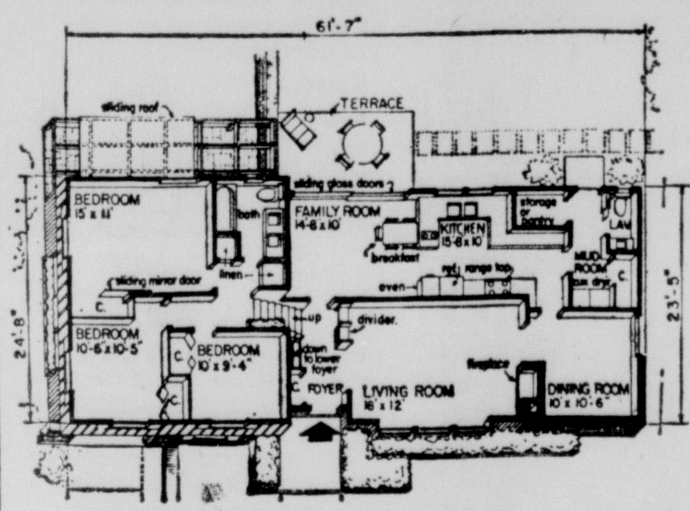 61'-7"
sliding roof
TERRACE
sliding glass doors
BEDROOM
15' x 11'
bath
linen
FAMILY ROOM
14-8 x 10'
breakfast
KITCHEN
15-8 x 10'
storage
or
pantry
LAV.
MUD
ROOM
C.
sliding mirror door
C.
oven
ref.
range top
24'-8"
23'-5"
BEDROOM
10'-6" x 10'-5"
C.
C.
BEDROOM
10' x 9'-4"
up
divider.
down
to lower
foyer
C.
FOYER
LIVING ROOM
18' x 12'
fireplace
DINING ROOM
10' x 10'-6"